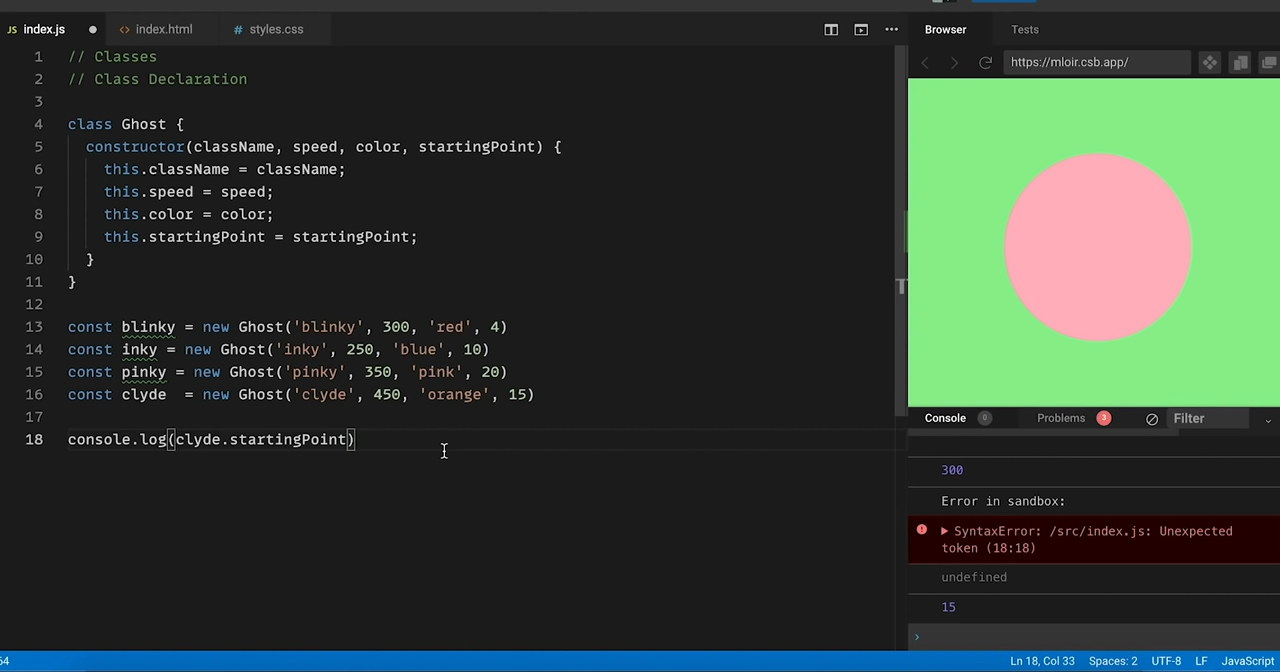 JS index.js
<> index.html
# styles.css
Browser
Tests
https://mloir.csb.app/
1 // Classes
2 // Class Declaration
3
4 class Ghost {
5 constructor(className, speed, color, startingPoint) {
6 this.className = className;
7 this.speed = speed;
8 this.color = color;
9 this.startingPoint = startingPoint;
10 }
11 }
12
13 const blinky = new Ghost('blinky', 300, 'red', 4)
14 const inky = new Ghost('inky', 250, 'blue', 10)
15 const pinky = new Ghost('pinky', 350, 'pink', 20)
16 const clyde  = new Ghost('clyde', 450, 'orange', 15)
17
18 console.log(clyde.startingPoint)
Console 0
Problems 3
Filter
300
Error in sandbox:
SyntaxError: /src/index.js: Unexpected
token (18:18)
undefined
15
64
Ln 18, Col 33
Spaces: 2
UTF-8
LF
JavaScript